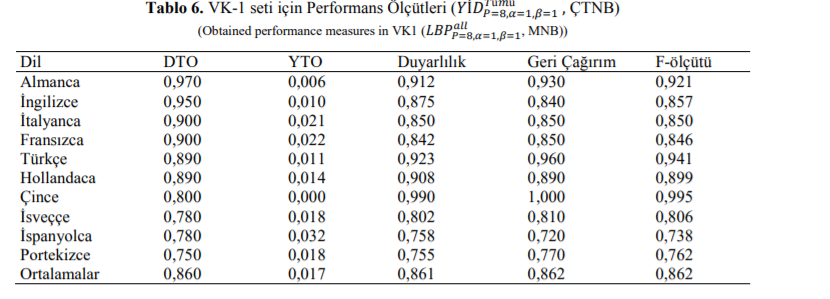 Tablo 6. VK-1 seti için Performans Ölçütleri (YİD^Tümü_P=8,α=1,β=1 , ÇTNB)
(Obtained performance measures in VK1 (LBP^all_P=8,α=1,β=1, MNB))
Dil DTO YTO Duyarlılık Geri Çağırım F-ölçütü
Almanca 0,970 0,006 0,912 0,930 0,921
İngilizce 0,950 0,010 0,875 0,840 0,857
İtalyanca 0,900 0,021 0,850 0,850 0,850
Fransızca 0,900 0,022 0,842 0,850 0,846
Türkçe 0,890 0,011 0,923 0,960 0,941
Hollandaca 0,890 0,014 0,908 0,890 0,899
Çince 0,800 0,000 0,990 1,000 0,995
İsveççe 0,780 0,018 0,802 0,810 0,806
İspanyolca 0,780 0,032 0,758 0,720 0,738
Portekizce 0,750 0,018 0,755 0,770 0,762
Ortalamalar 0,860 0,017 0,861 0,862 0,862